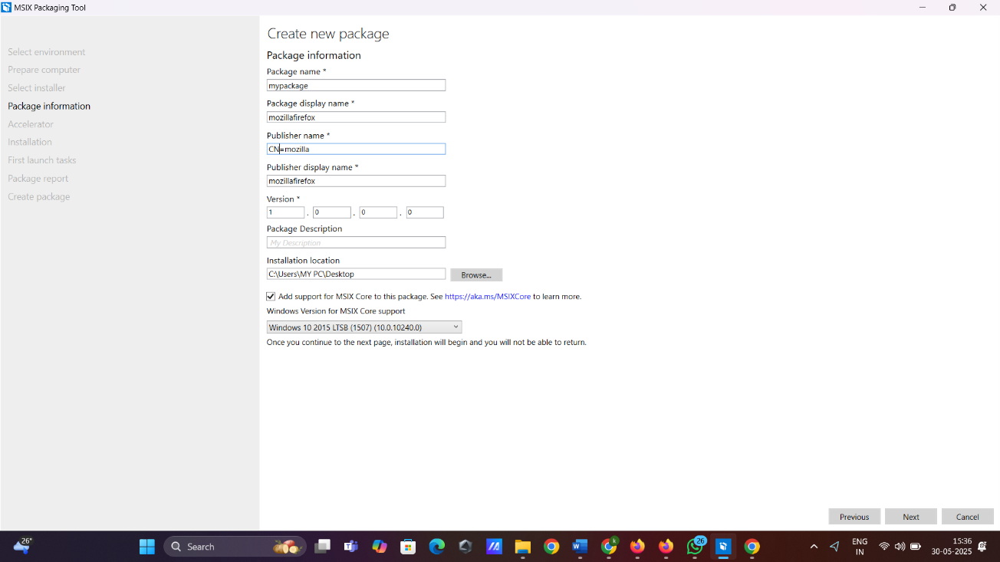 MSIX Packaging Tool
Select environment
Prepare computer
Select installer
Package information
Accelerator
Installation
First launch tasks
Package report
Create package
Create new package
Package information
Package name *
mypackage
Package display name *
mozillafirefox
Publisher name *
CN=mozilla
Publisher display name *
mozillafirefox
Version *
1 . 0 . 0 . 0
Package Description
My Description
Installation location
C:\Users\MY PC\Desktop
Browse...
Add support for MSIX Core to this package. See https://aka.ms/MSIXCore to learn more.
Windows Version for MSIX Core support
Windows 10 2015 LTSB (1507) (10.0.10240.0)
Once you continue to the next page, installation will begin and you will not be able to return.
Previous
Next
Cancel
26°
Search
26
ENG
IN
15:36
30-05-2025